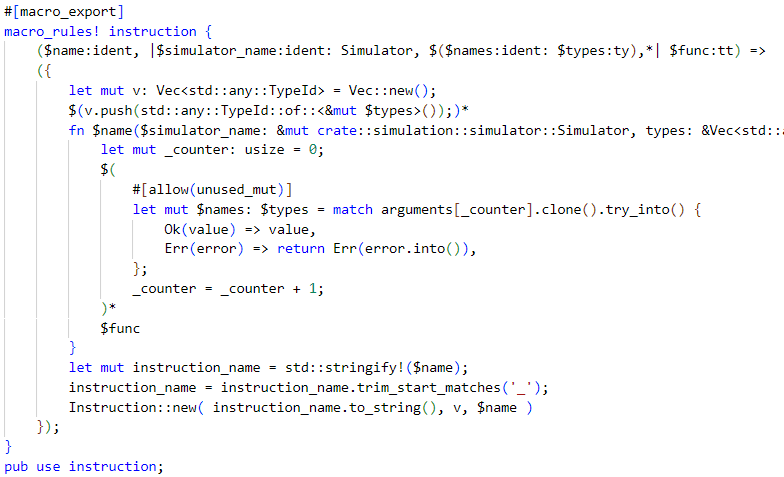 #[macro_export]
macro_rules! instruction {
    ($name:ident, |$simulator_name:ident: Simulator, $($names:ident: $types:ty),*| $func:tt) =>
    ({
        let mut v: Vec<std::any::TypeId> = Vec::new();
        $(v.push(std::any::TypeId::of::<&mut $types>());)*
        fn $name($simulator_name: &mut crate::simulation::simulator::Simulator, types: &Vec<std::
            let mut _counter: usize = 0;
            $(
                #[allow(unused_mut)]
                let mut $names: $types = match arguments[_counter].clone().try_into() {
                    Ok(value) => value,
                    Err(error) => return Err(error.into()),
                };
                _counter = _counter + 1;
            )*
            $func
        }
        let mut instruction_name = std::stringify!($name);
        instruction_name = instruction_name.trim_start_matches('_');
        Instruction::new( instruction_name.to_string(), v, $name )
    });
}
pub use instruction;